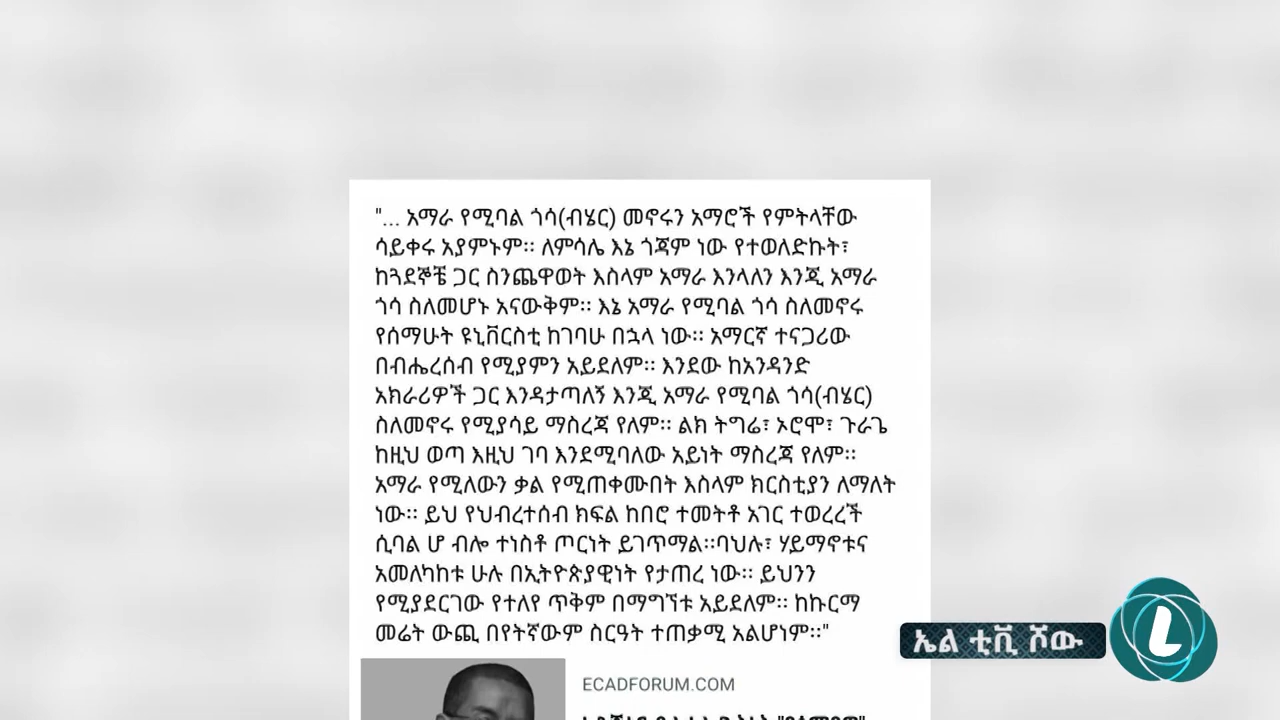 "... አማራ የሚባል ጎሳ(ብሄር) መኖሩን አማሮች የምትላቸው
ሳይቀሩ አያምኑም። ለምሳሌ እኔ ጎጃም ነው የተወለድኩት፣
ከጓደኞቼ ጋር ስንጨዋወት እስላም አማራ እንላለን እንጂ አማራ
ጎሳ ስለመሆኑ አናውቅም። እኔ አማራ የሚባል ጎሳ ስለመኖሩ
የሰማሁት ዩኒቨርስቲ ከገባሁ በኋላ ነው። አማርኛ ተናጋሪው
በብሔረሰብ የሚያምን አይደለም። እንደው ከአንዳንድ
አክራሪዎች ጋር እንዳታጣለኝ እንጂ አማራ የሚባል ጎሳ(ብሄር)
ስለመኖሩ የሚያሳይ ማስረጃ የለም። ልክ ትግሬ፣ ኦሮሞ፣ ጉራጌ
ከዚህ ወጣ እዚህ ገባ እንደሚባለው አይነት ማስረጃ የለም።
አማራ የሚለውን ቃል የሚጠቀሙበት እስላም ክርስቲያን ለማለት
ነው። ይህ የህብረተሰብ ክፍል ከበሮ ተመትቶ አገር ተወረረች
ሲባል ሆ ብሎ ተነስቶ ጦርነት ይገጥማል።ባህሉ፣ ሃይማኖቱና
አመለካከቱ ሁሉ በኢትዮጵያዊነት የታጠረ ነው። ይህንን
የሚያደርገው የተለየ ጥቅም በማግኘቱ አይደለም። ከኩርማ
መሬት ውጪ በየትኛውም ስርዓት ተጠቃሚ አልሆነም።"
ኤል ቲቪ ሾው
L
ECADFORUM.COM